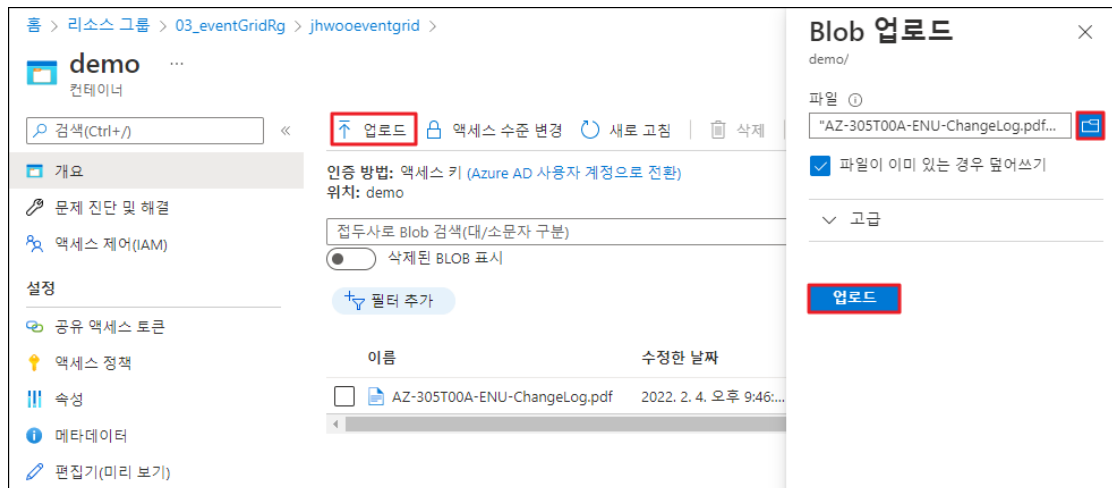 홈 > 리소스 그룹 > 03_eventGridRg > jhwooeventgrid >
demo ...
컨테이너
검색(Ctrl+/)
«
개요
문제 진단 및 해결
액세스 제어(IAM)
설정
공유 액세스 토큰
액세스 정책
속성
메타데이터
편집기(미리 보기)
업로드 액세스 수준 변경 새로 고침 삭제
인증 방법: 액세스 키 (Azure AD 사용자 계정으로 전환)
위치: demo
접두사로 Blob 검색(대/소문자 구분)
삭제된 BLOB 표시
필터 추가
이름 수정한 날짜
AZ-305T00A-ENU-ChangeLog.pdf 2022. 2. 4. 오후 9:46:...
Blob 업로드
demo/
파일
"AZ-305T00A-ENU-ChangeLog.pdf...
파일이 이미 있는 경우 덮어쓰기
고급
업로드